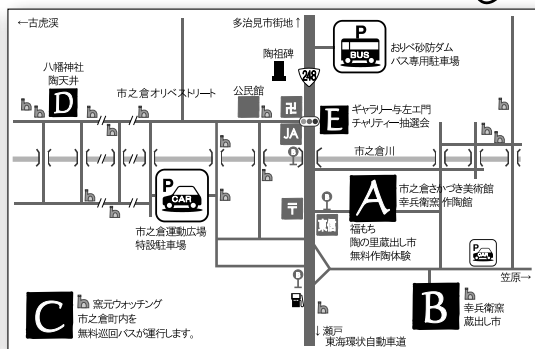 ←古虎渓
多治見市街地↑
陶祖碑
248
P
BUS
おりべ砂防ダム
バス専用駐車場
八幡神社
陶天井
D
市之倉オリベストリート
公民館
卍
JA
E
ギャラリー与左エ門
チャリティー抽選会
市之倉川
P
CAR
市之倉運動広場
特設駐車場
〒
A
市之倉さかづき美術館
幸兵衛窯 作陶館
福もち
陶の里蔵出し市
無料作陶体験
P
CAR
笠原→
B
幸兵衛窯
蔵出し市
C
窯元ウォッチング
市之倉町内を
無料巡回バスが運行します。
↓瀬戸
東海環状自動車道